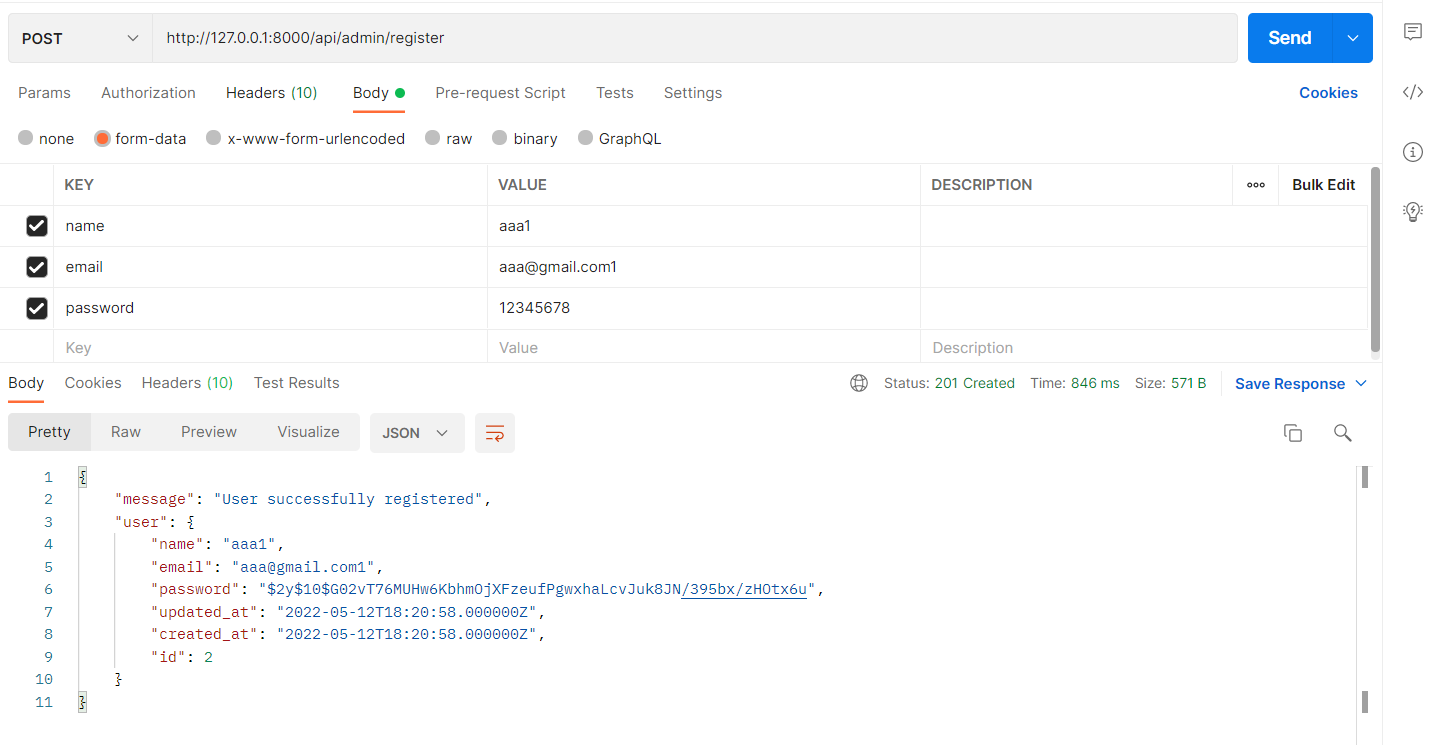 POST http://127.0.0.1:8000/api/admin/register Send
Params Authorization Headers (10) Body Pre-request Script Tests Settings Cookies
none form-data x-www-form-urlencoded raw binary GraphQL
KEY VALUE DESCRIPTION ooo Bulk Edit
name aaa1
email aaa@gmail.com1
password 12345678
Key Value Description
Body Cookies Headers (10) Test Results Status: 201 Created Time: 846 ms Size: 571 B Save Response
Pretty Raw Preview Visualize JSON
1 {
2 "message": "User successfully registered",
3 "user": {
4 "name": "aaa1",
5 "email": "aaa@gmail.com1",
6 "password": "$2y$10$G02vT76MUHw6KbhmOjXFzeufPgwxhaLcvJuk8JN/395bx/zHOtx6u",
7 "updated_at": "2022-05-12T18:20:58.000000Z",
8 "created_at": "2022-05-12T18:20:58.000000Z",
9 "id": 2
10 }
11 }